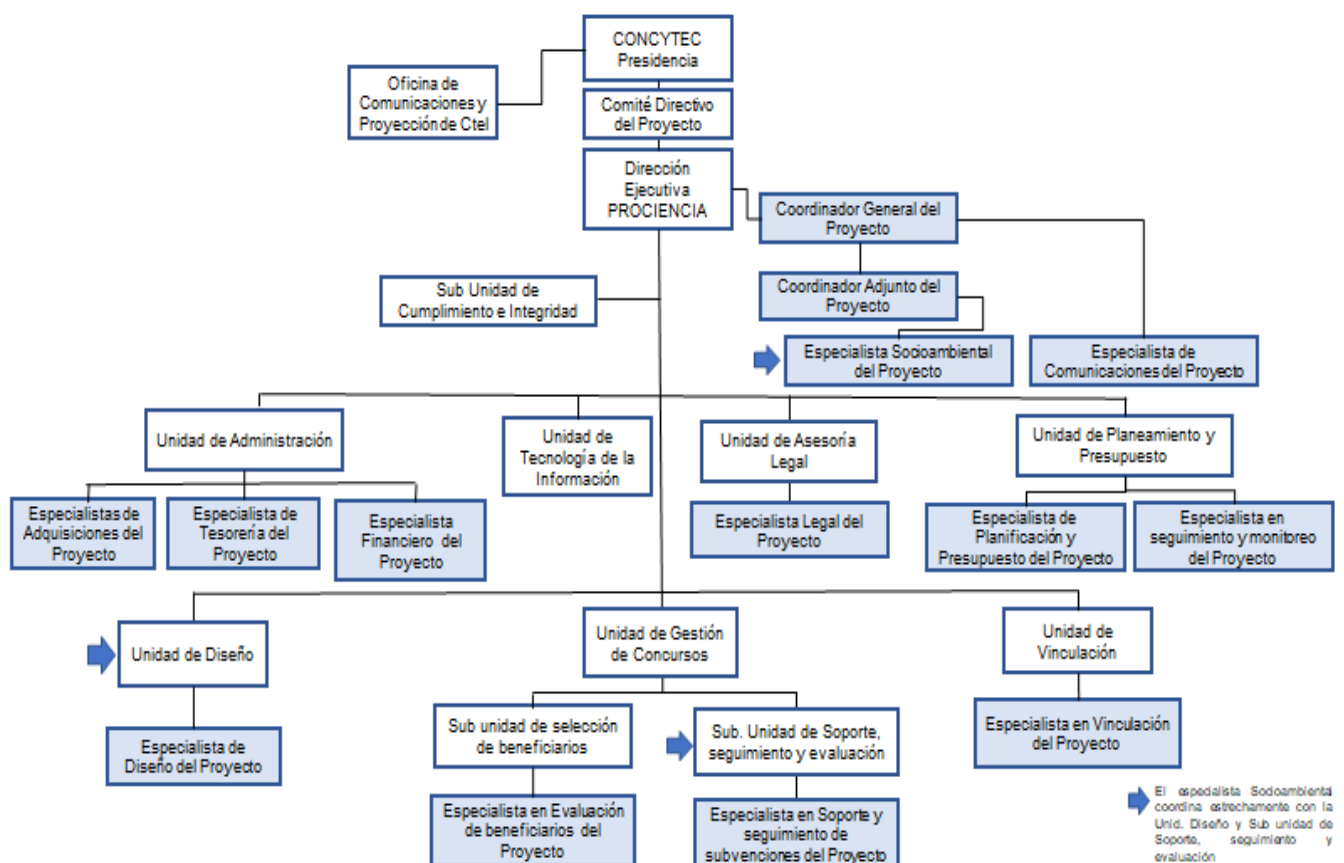 CONCYTEC
Presidencia
Oficina de
Comunicaciones y
Proyección de Ctel
Comité Directivo
del Proyecto
Dirección
Ejecutiva
PROCIENCIA
Coordinador General del
Proyecto
Sub Unidad de
Cumplimiento e Integridad
Coordinador Adjunto del
Proyecto
Especialista Socioambiental
del Proyecto
Especialista de
Comunicaciones del Proyecto
Unidad de Administración
Unidad de
Tecnología de la
Información
Unidad de Asesoría
Legal
Unidad de Planeamiento y
Presupuesto
Especialistas de
Adquisiciones del
Proyecto
Especialista de
Tesorería del
Proyecto
Especialista
Financiero del
Proyecto
Especialista Legal del
Proyecto
Especialista de
Planificación y
Presupuesto del Proyecto
Especialista en
seguimiento y monitoreo
del Proyecto
Unidad de Diseño
Unidad de Gestión
de Concursos
Unidad de
Vinculación
Especialista de
Diseño del Proyecto
Sub unidad de selección
de beneficiarios
Sub. Unidad de Soporte,
seguimiento y evaluación
Especialista en Vinculación
del Proyecto
Especialista en Evaluación
de beneficiarios del
Proyecto
Especialista en Soporte y
seguimiento de
subvenciones del Proyecto
El especialista Socioambiental
coordina estrechamente con la
Unid. Diseño y Sub unidad de
Soporte, seguimiento y
evaluación